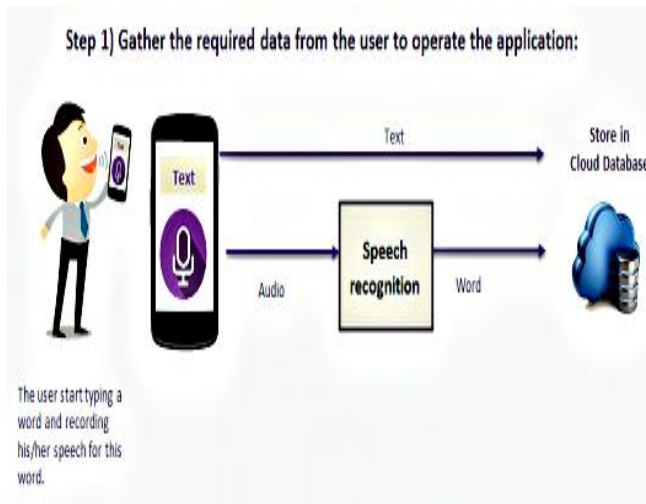 Step 1) Gather the required data from the user to operate the application:
Text
Store in
Cloud Database
Text
Text
Speech
recognition
Audio
Word
The user start typing a
word and recording
his/her speech for this
word.